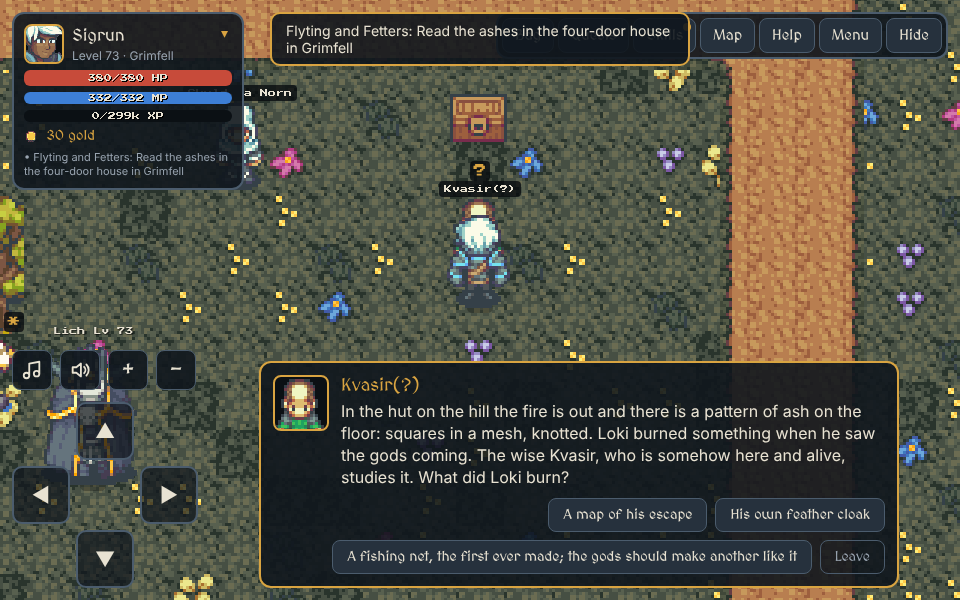 Sigrun
Level 73 · Grimfell
380/380 HP
332/332 MP
0/299k XP
30 gold
• Flyting and Fetters: Read the ashes in
the four-door house in Grimfell
Flyting and Fetters: Read the ashes in the four-door house
in Grimfell
Map
Help
Menu
Hide
a Norn
?
Kvasir(?)
Lich Lv 73
+
−
Kvasir(?)
In the hut on the hill the fire is out and there is a pattern of ash on the
floor: squares in a mesh, knotted. Loki burned something when he saw
the gods coming. The wise Kvasir, who is somehow here and alive,
studies it. What did Loki burn?
A map of his escape
His own feather cloak
A fishing net, the first ever made; the gods should make another like it
Leave